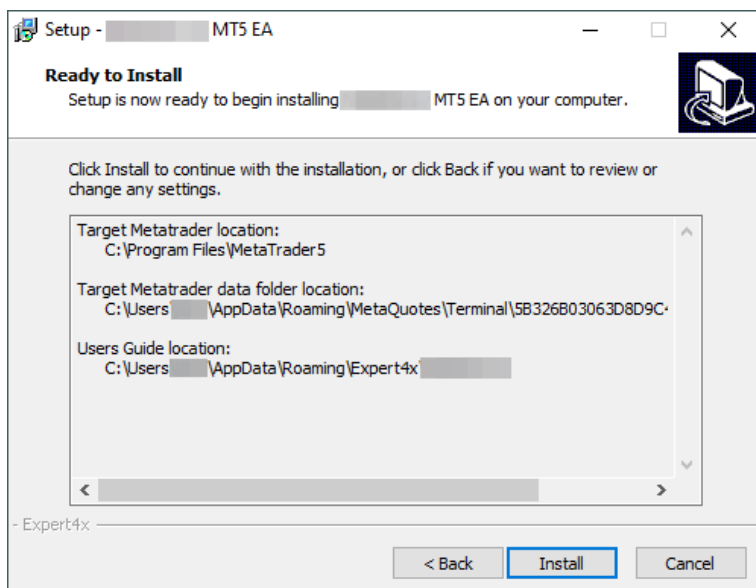 Setup - MT5 EA
Ready to Install
Setup is now ready to begin installing MT5 EA on your computer.
Click Install to continue with the installation, or click Back if you want to review or
change any settings.
Target Metatrader location:
C:\Program Files\MetaTrader5
Target Metatrader data folder location:
C:\Users \AppData\Roaming\MetaQuotes\Terminal\5B326B03063D8D9C4
Users Guide location:
C:\Users \AppData\Roaming\Expert4x\
Expert4x
< Back
Install
Cancel